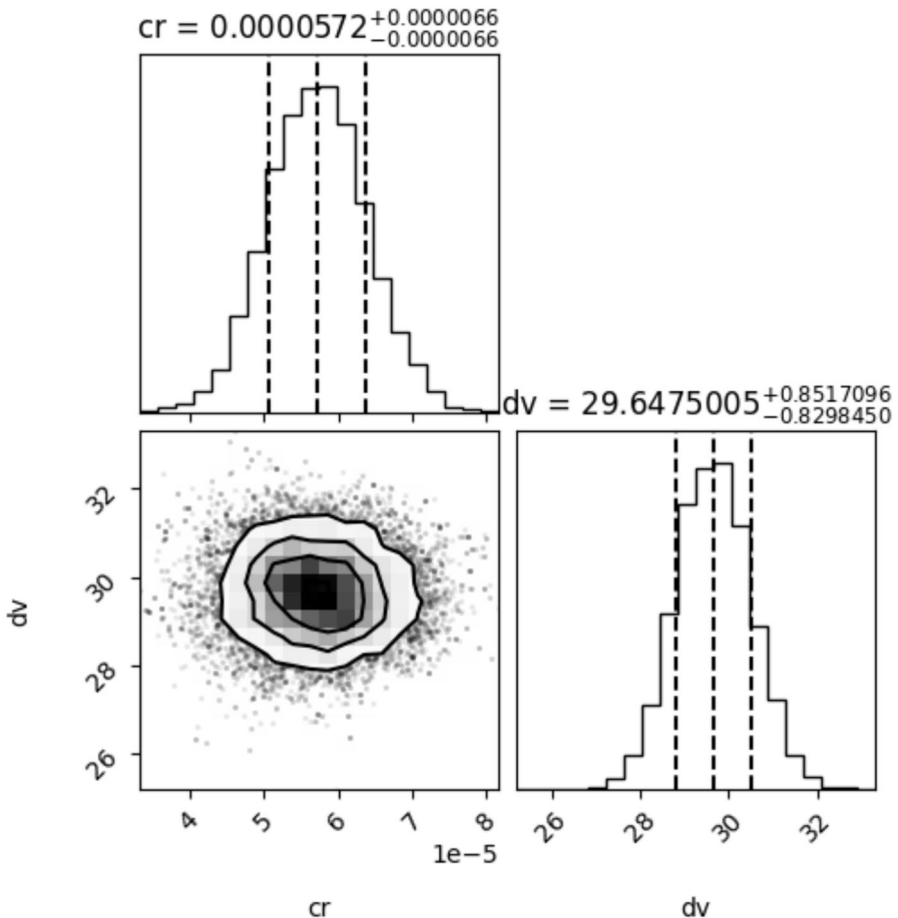 cr = 0.0000572+0.0000066 −0.0000066
dv = 29.6475005+0.8517096 −0.8298450
32
30
28
26
dv
4 5 6 7 8
1e−5
cr
26 28 30 32
dv